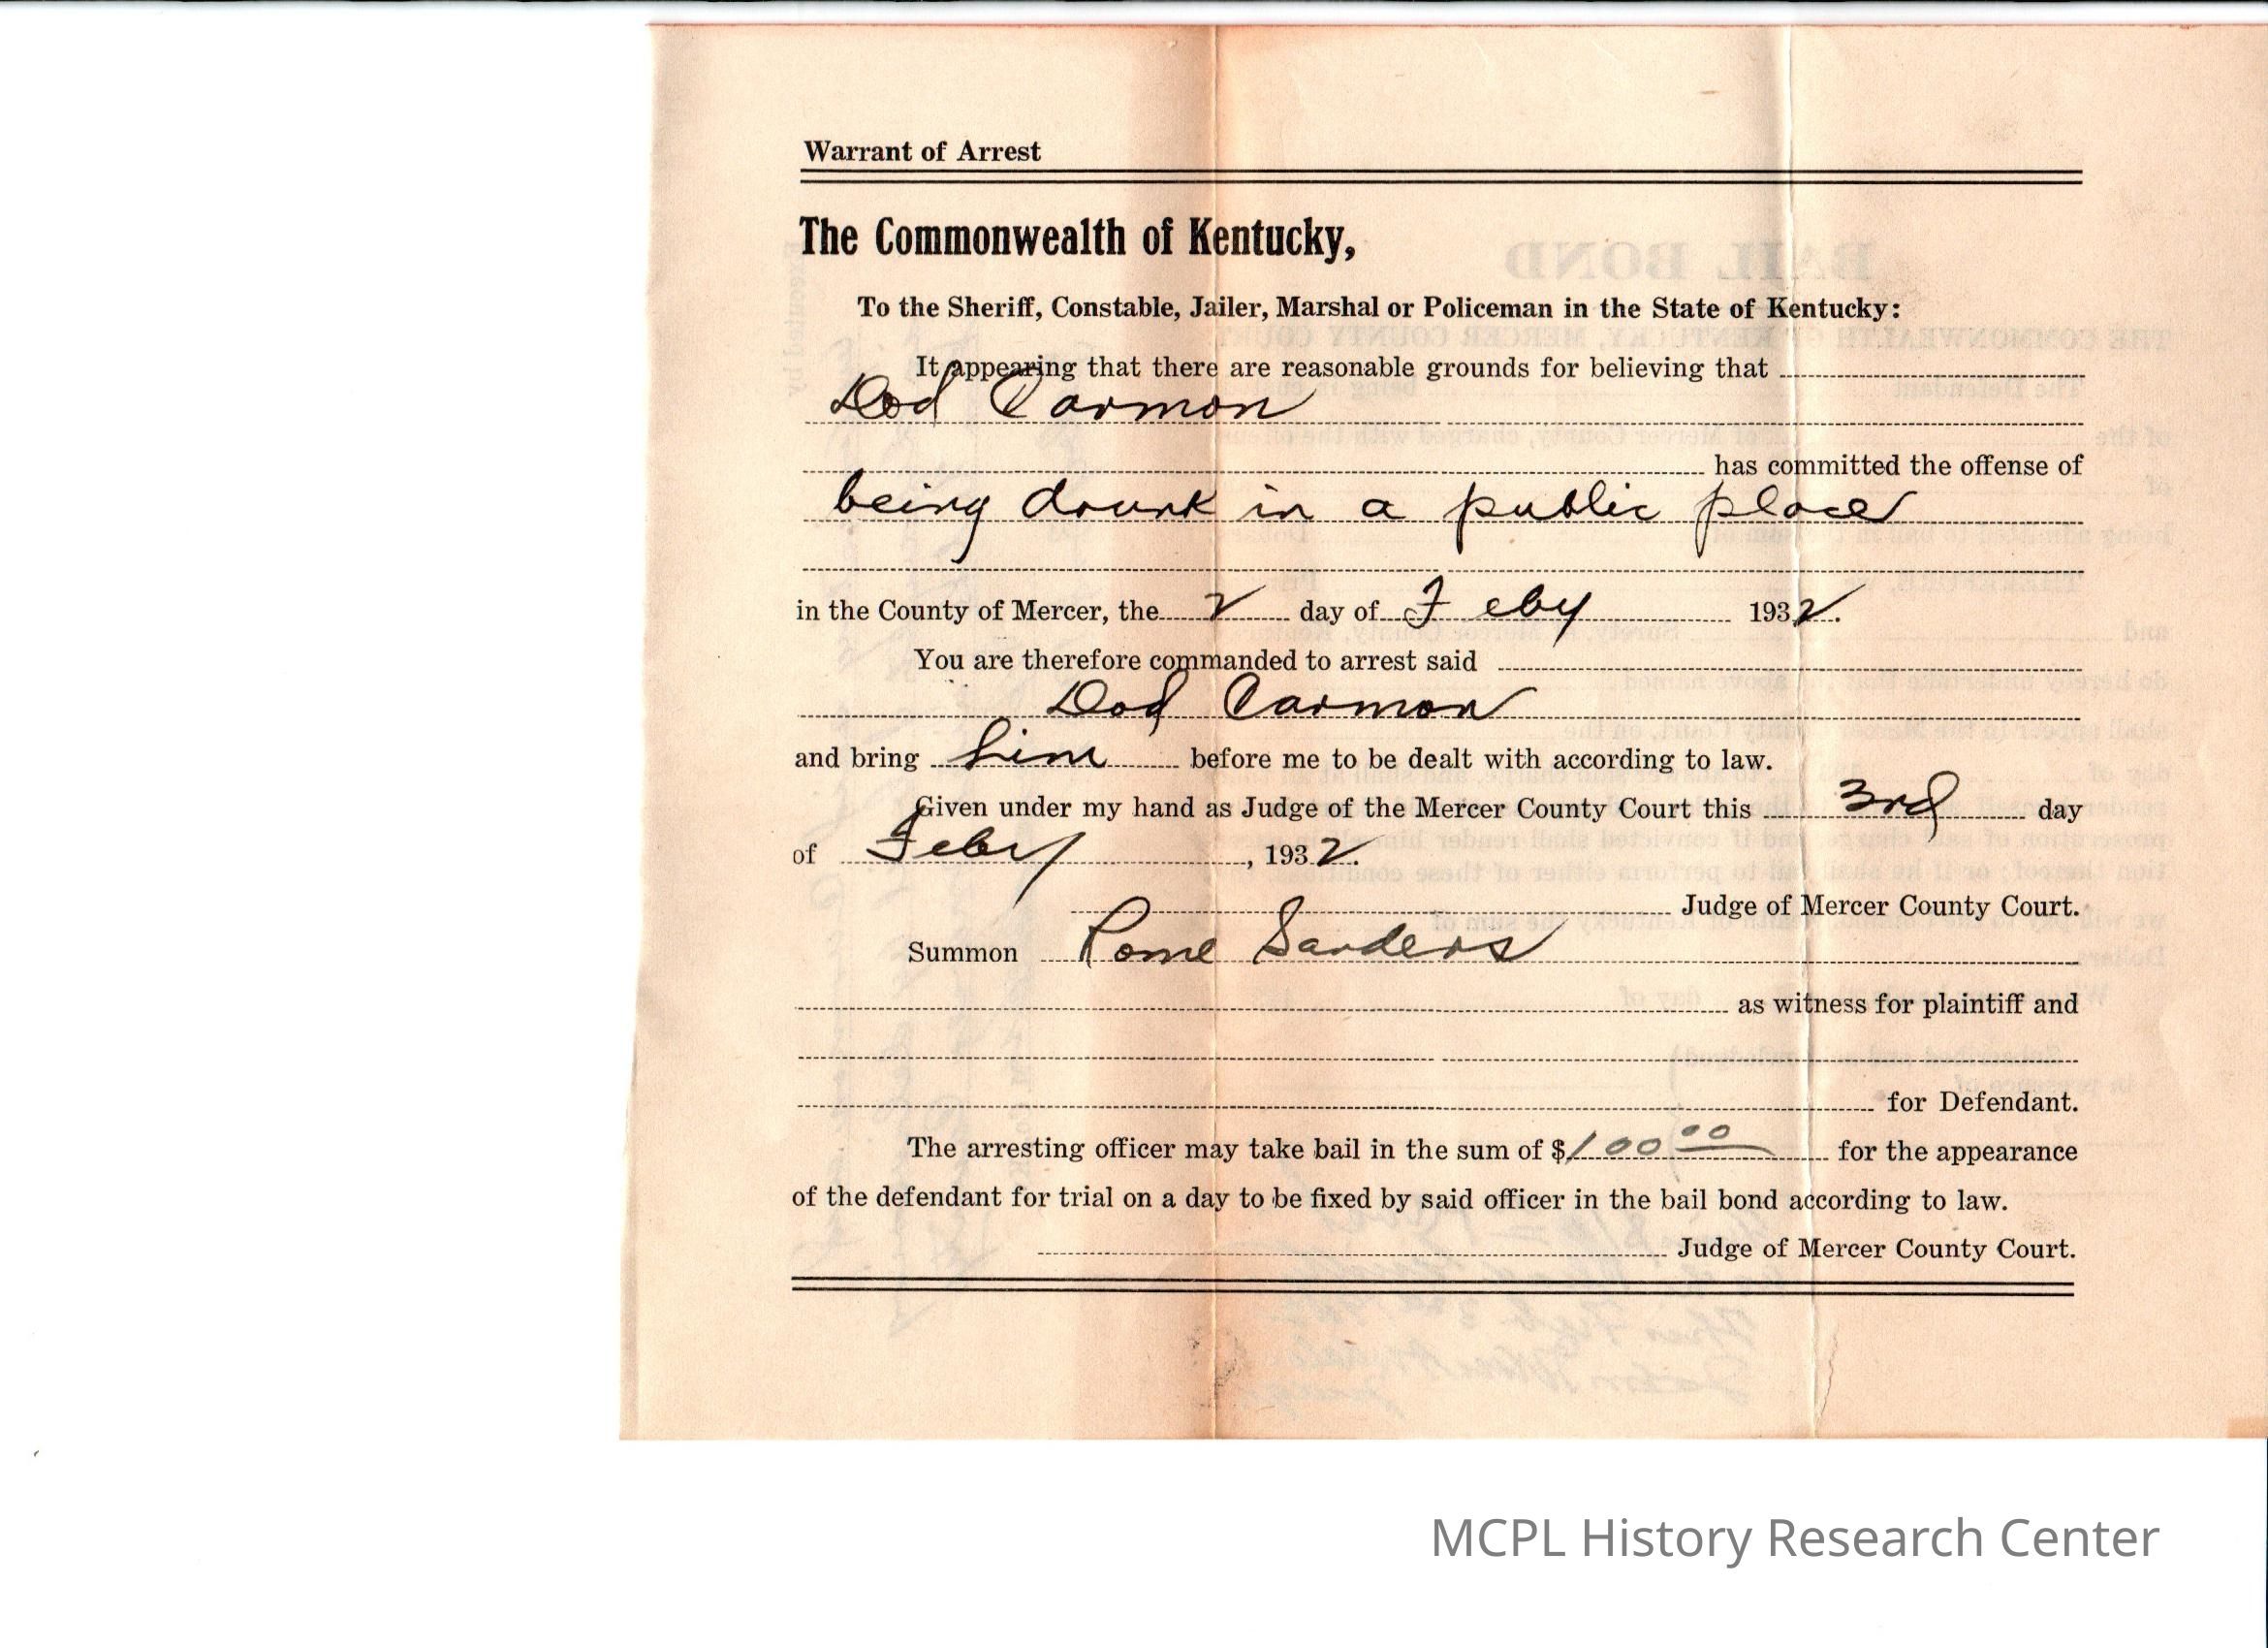 Warrant of Arrest
The Commonwealth of Kentucky,
To the Sheriff, Constable, Jailer, Marshal or Policeman in the State of Kentucky:
It appearing that there are reasonable grounds for believing that
Dod Carmon
has committed the offense of
being drunk in a public place
in the County of Mercer, the 2 day of Feby 1932.
You are therefore commanded to arrest said
Dod Carmon
and bring him before me to be dealt with according to law.
Given under my hand as Judge of the Mercer County Court this 3rd day
of Feby, 1932.
Judge of Mercer County Court.
Summon Rome Sanders
as witness for plaintiff and
for Defendant.
The arresting officer may take bail in the sum of $100.00 for the appearance
of the defendant for trial on a day to be fixed by said officer in the bail bond according to law.
Judge of Mercer County Court.
MCPL History Research Center